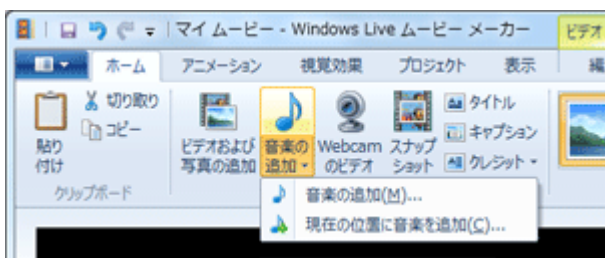 マイ ムービー - Windows Live ムービー メーカー
ビデオ
ホーム
アニメーション
視覚効果
プロジェクト
表示
編
貼り
付け
切り取り
コピー
クリップボード
ビデオおよび
写真の追加
音楽の
追加
Webcam
のビデオ
スナップ
ショット
タイトル
キャプション
クレジット
音楽の追加(M)...
現在の位置に音楽を追加(C)...